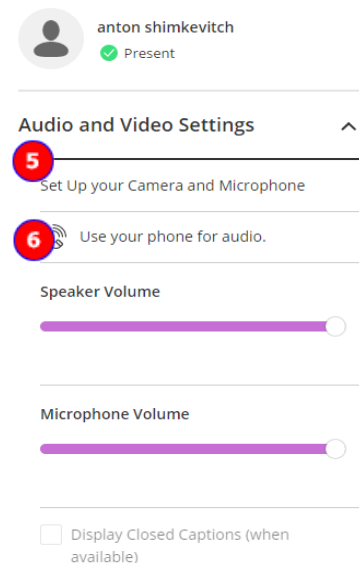 anton shimkevitch
Present
Audio and Video Settings
5
Set Up your Camera and Microphone
6
Use your phone for audio.
Speaker Volume
Microphone Volume
Display Closed Captions (when
available)